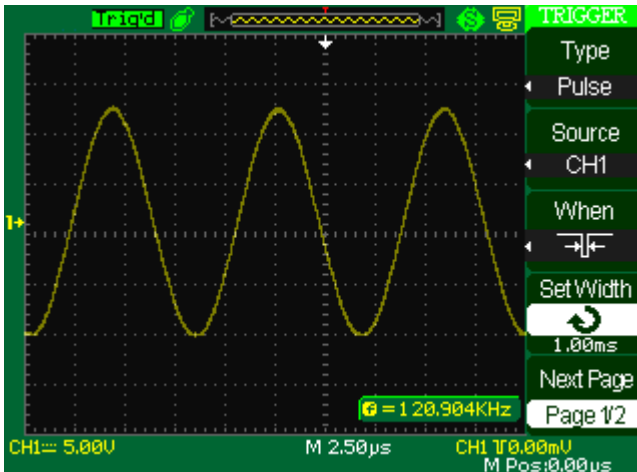 Trig'd
TRIGGER
Type
Pulse
Source
CH1
When
Set Width
1.00ms
Next Page
Page 1/2
1
f=120.904KHz
CH1 5.00V
M 2.50µs
CH1 0.00mV
M Pos:0.00µs